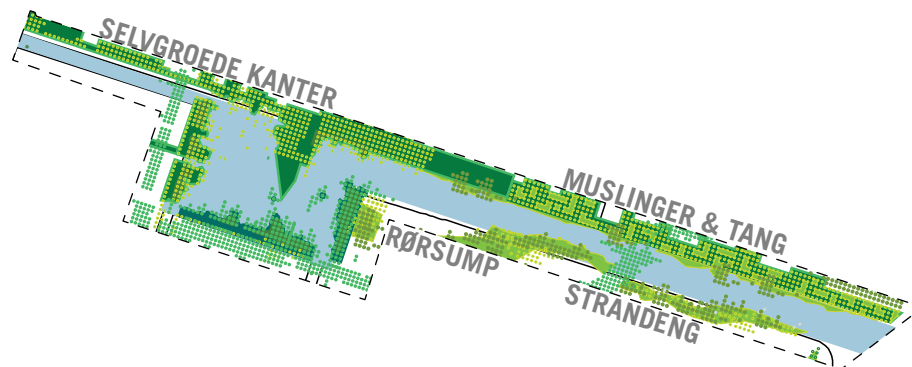 SELVGROEDE KANTER
MUSLINGER & TANG
RØRSUMP
STRANDENG